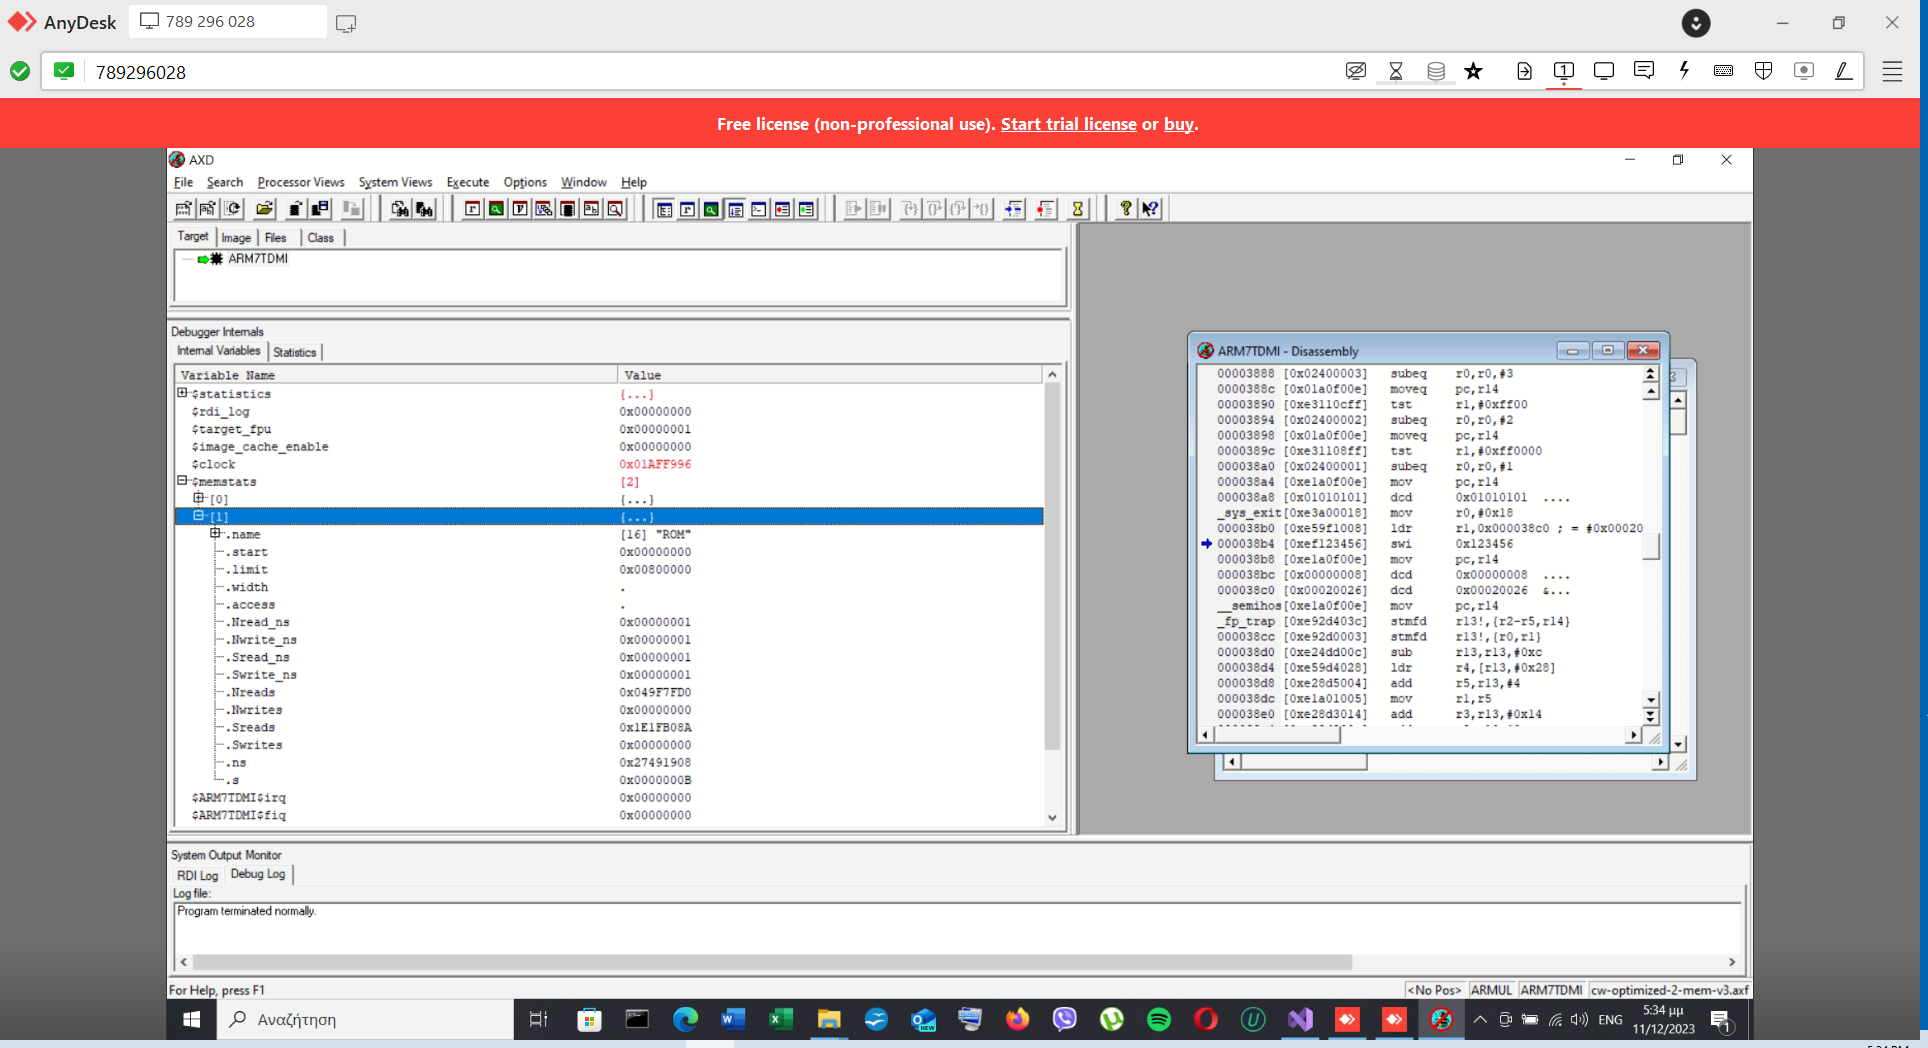 AnyDesk
789 296 028
789296028
1
Free license (non-professional use). Start trial license or buy.
AXD
File Search Processor Views System Views Execute Options Window Help
Target Image Files Class
ARM7TDMI
Debugger Internals
Internal Variables Statistics
Variable Name Value
$statistics {...}
$rdi_log 0x00000000
$target_fpu 0x00000001
$image_cache_enable 0x00000000
$clock 0x01AFF996
$memstats [2]
[0] {...}
[1] {...}
.name [16] "ROM"
.start 0x00000000
.limit 0x00800000
.width .
.access .
.Nread_ns 0x00000001
.Nwrite_ns 0x00000001
.Sread_ns 0x00000001
.Swrite_ns 0x00000001
.Nreads 0x049F7FD0
.Nwrites 0x00000000
.Sreads 0x1E1FB08A
.Swrites 0x00000000
.ns 0x27491908
.s 0x0000000B
$ARM7TDMI$irq 0x00000000
$ARM7TDMI$fiq 0x00000000
ARM7TDMI - Disassembly
00003888 [0x02400003] subeq r0,r0,#3
0000388c [0x01a0f00e] moveq pc,r14
00003890 [0xe3110cff] tst r1,#0xff00
00003894 [0x02400002] subeq r0,r0,#2
00003898 [0x01a0f00e] moveq pc,r14
0000389c [0xe31108ff] tst r1,#0xff0000
000038a0 [0x02400001] subeq r0,r0,#1
000038a4 [0xe1a0f00e] mov pc,r14
000038a8 [0x01010101] dcd 0x01010101 ....
_sys_exit[0xe3a00018] mov r0,#0x18
000038b0 [0xe59f1008] ldr r1,0x000038c0 ; = #0x00020
000038b4 [0xef123456] swi 0x123456
000038b8 [0xe1a0f00e] mov pc,r14
000038bc [0x00000008] dcd 0x00000008 ....
000038c0 [0x00020026] dcd 0x00020026 &...
__semihos[0xe1a0f00e] mov pc,r14
_fp_trap [0xe92d403c] stmfd r13!,{r2-r5,r14}
000038cc [0xe92d0003] stmfd r13!,{r0,r1}
000038d0 [0xe24dd00c] sub r13,r13,#0xc
000038d4 [0xe59d4028] ldr r4,[r13,#0x28]
000038d8 [0xe28d5004] add r5,r13,#4
000038dc [0xe1a01005] mov r1,r5
000038e0 [0xe28d3014] add r3,r13,#0x14
System Output Monitor
RDI Log Debug Log
Log file:
Program terminated normally.
For Help, press F1
<No Pos> ARMUL ARM7TDMI cw-optimized-2-mem-v3.axf
Αναζήτηση
ENG
5:34 μμ
11/12/2023
1